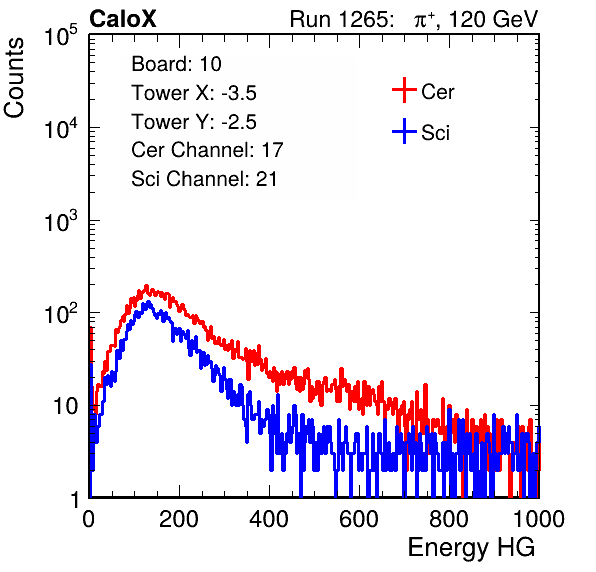 CaloX Run 1265: π⁺, 120 GeV
Counts
Board: 10
Tower X: -3.5
Tower Y: -2.5
Cer Channel: 17
Sci Channel: 21
Cer
Sci
10⁵
10⁴
10³
10²
10
1
0 200 400 600 800 1000
Energy HG